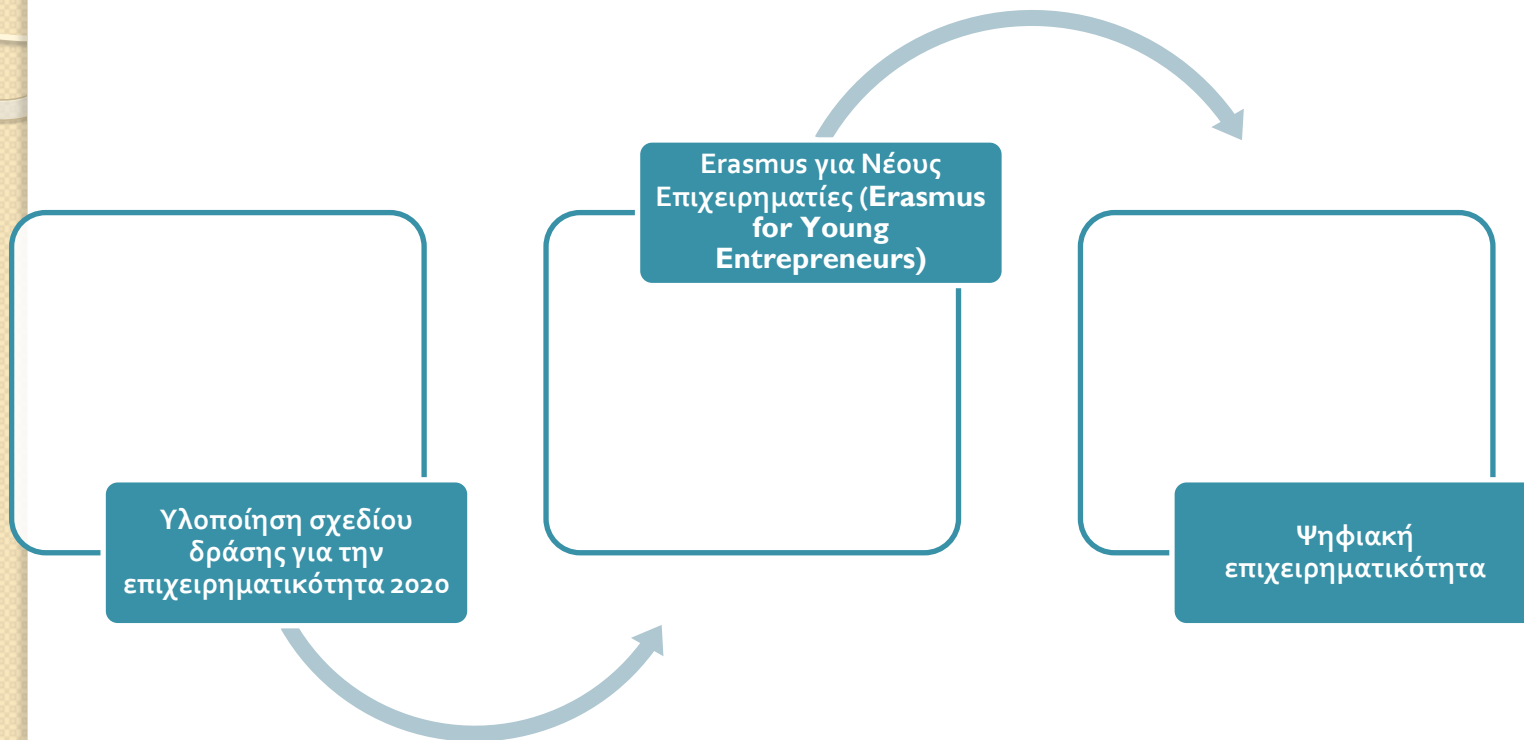 Υλοποίηση σχεδίου
δράσης για την
επιχειρηματικότητα 2020
Erasmus για Νέους
Επιχειρηματίες (Erasmus
for Young
Entrepreneurs)
Ψηφιακή
επιχειρηματικότητα